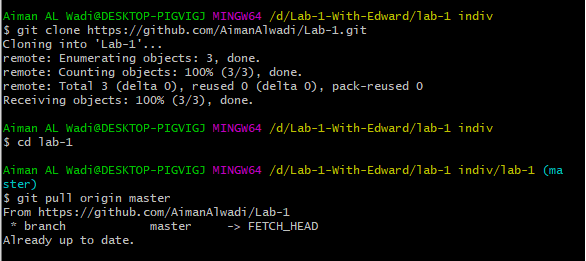 Aiman AL Wadi@DESKTOP-PIGVIGJ MINGW64 /d/Lab-1-With-Edward/lab-1 indiv
$ git clone https://github.com/AimanAlwadi/Lab-1.git
Cloning into 'Lab-1'...
remote: Enumerating objects: 3, done.
remote: Counting objects: 100% (3/3), done.
remote: Total 3 (delta 0), reused 0 (delta 0), pack-reused 0
Receiving objects: 100% (3/3), done.
Aiman AL Wadi@DESKTOP-PIGVIGJ MINGW64 /d/Lab-1-With-Edward/lab-1 indiv
$ cd lab-1
Aiman AL Wadi@DESKTOP-PIGVIGJ MINGW64 /d/Lab-1-With-Edward/lab-1 indiv/lab-1 (ma
ster)
$ git pull origin master
From https://github.com/AimanAlwadi/Lab-1
 * branch            master     -> FETCH_HEAD
Already up to date.